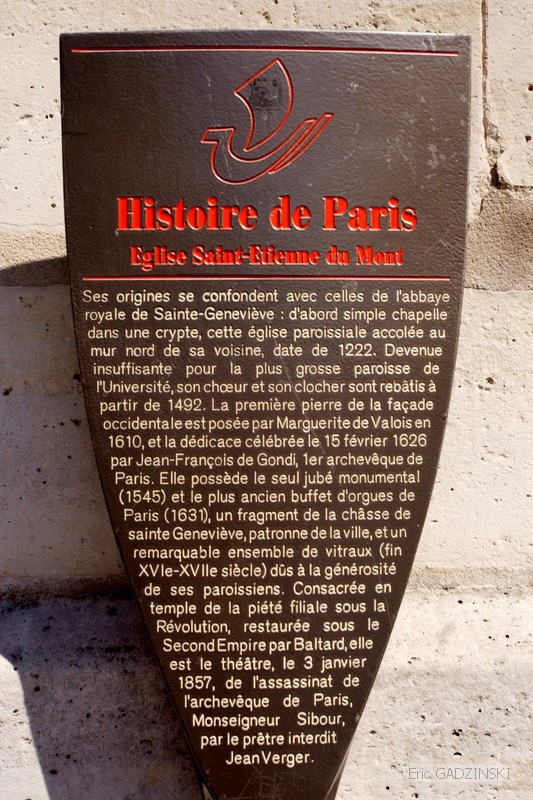 Histoire de Paris
Eglise Saint-Etienne du Mont
Ses origines se confondent avec celles de l'abbaye
royale de Sainte-Geneviève : d'abord simple chapelle
dans une crypte, cette église paroissiale accolée au
mur nord de sa voisine, date de 1222. Devenue
insuffisante pour la plus grosse paroisse de
l'Université, son chœur et son clocher sont rebâtis à
partir de 1492. La première pierre de la façade
occidentale est posée par Marguerite de Valois en
1610, et la dédicace célébrée le 15 février 1626
par Jean-François de Gondi, 1er archevêque de
Paris. Elle possède le seul jubé monumental
(1545) et le plus ancien buffet d'orgues de
Paris (1631), un fragment de la châsse de
sainte Geneviève, patronne de la ville, et un
remarquable ensemble de vitraux (fin
XVIe-XVIIe siècle) dûs à la générosité
de ses paroissiens. Consacrée en
temple de la piété filiale sous la
Révolution, restaurée sous le
Second Empire par Baltard, elle
est le théâtre, le 3 janvier
1857, de l'assassinat de
l'archevêque de Paris,
Monseigneur Sibour,
par le prêtre interdit
Jean Verger.
Eric GADZINSKI